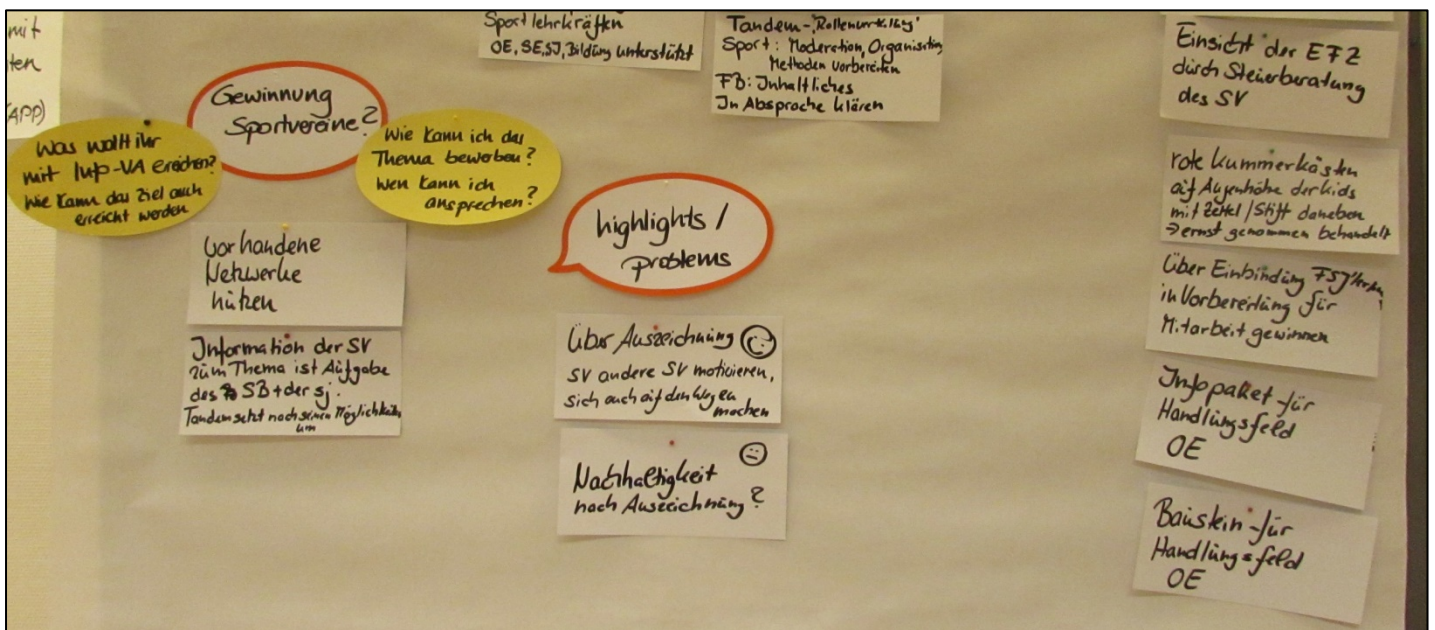 mit
ten
(APP)
Sportlehrkräften
OE, SE, SJ, Bildung unterstützt
Tandem-"Rollenverteilung"
Sport: Moderation, Organisation
Methoden vorbereiten
FB: Inhaltliches
In Absprache klären
Gewinnung
Sportvereine?
Was wollt ihr
mit Info-VA erreichen?
Wie kann das Ziel auch
erreicht werden
Wie kann ich das
Thema bewerben?
Wen kann ich
ansprechen?
Vorhandene
Netzwerke
nützen
Information der SV
zum Thema ist Aufgabe
des SB + der sj.
Tandem setzt nach seinen Möglichkeiten
um
highlights /
problems
Über Auszeichnung
SV andere SV motivieren,
sich auch auf den Weg zu
machen
Nachhaltigkeit
nach Auszeichnung?
Einsicht der EFZ
durch Steuerberatung
des SV
rote Kummerkästen
auf Augenhöhe der Kids
mit Zettel / Stift daneben
→ ernst genommen behandelt
Über Einbindung
in Vorbereitung für
Mitarbeit gewinnen
Infopaket für
Handlungsfeld
OE
Baustein für
Handlungsfeld
OE